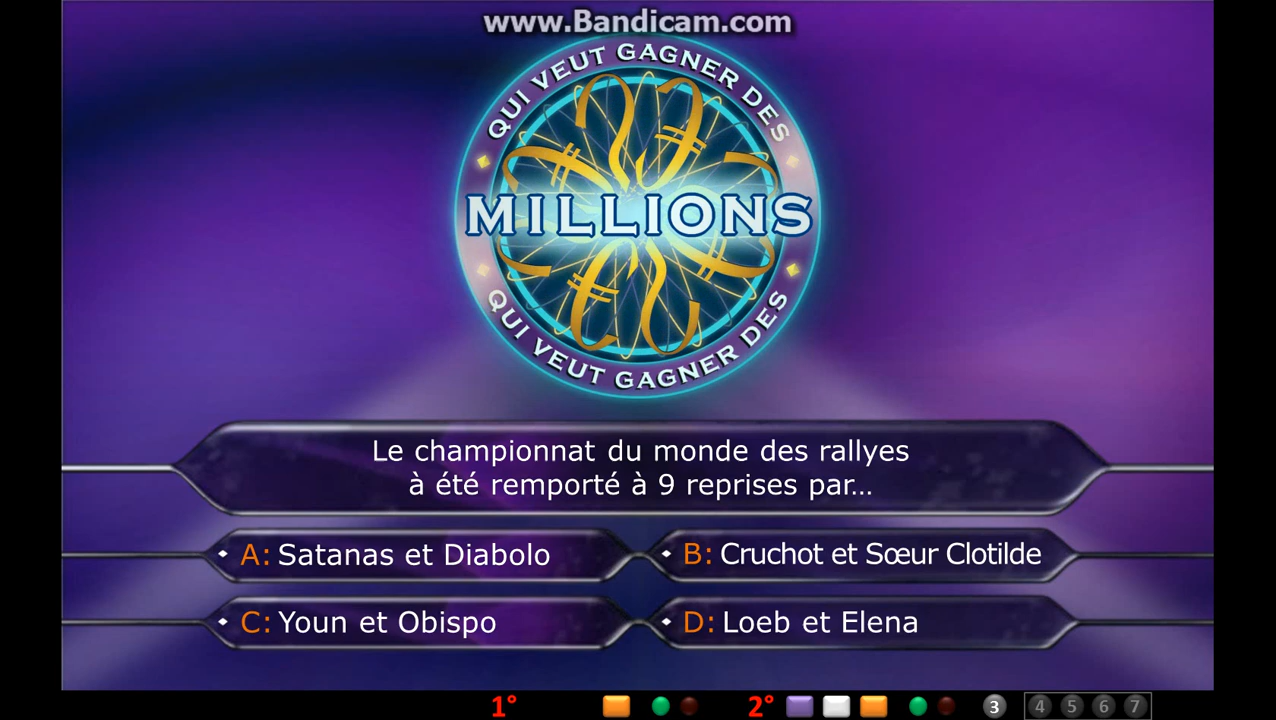 www.Bandicam.com
QUI VEUT GAGNER DES
MILLIONS
QUI VEUT GAGNER DES
Le championnat du monde des rallyes
à été remporté à 9 reprises par...
A: Satanas et Diabolo
B: Cruchot et Sœur Clotilde
C: Youn et Obispo
D: Loeb et Elena
1° 2° 3 4 5 6 7